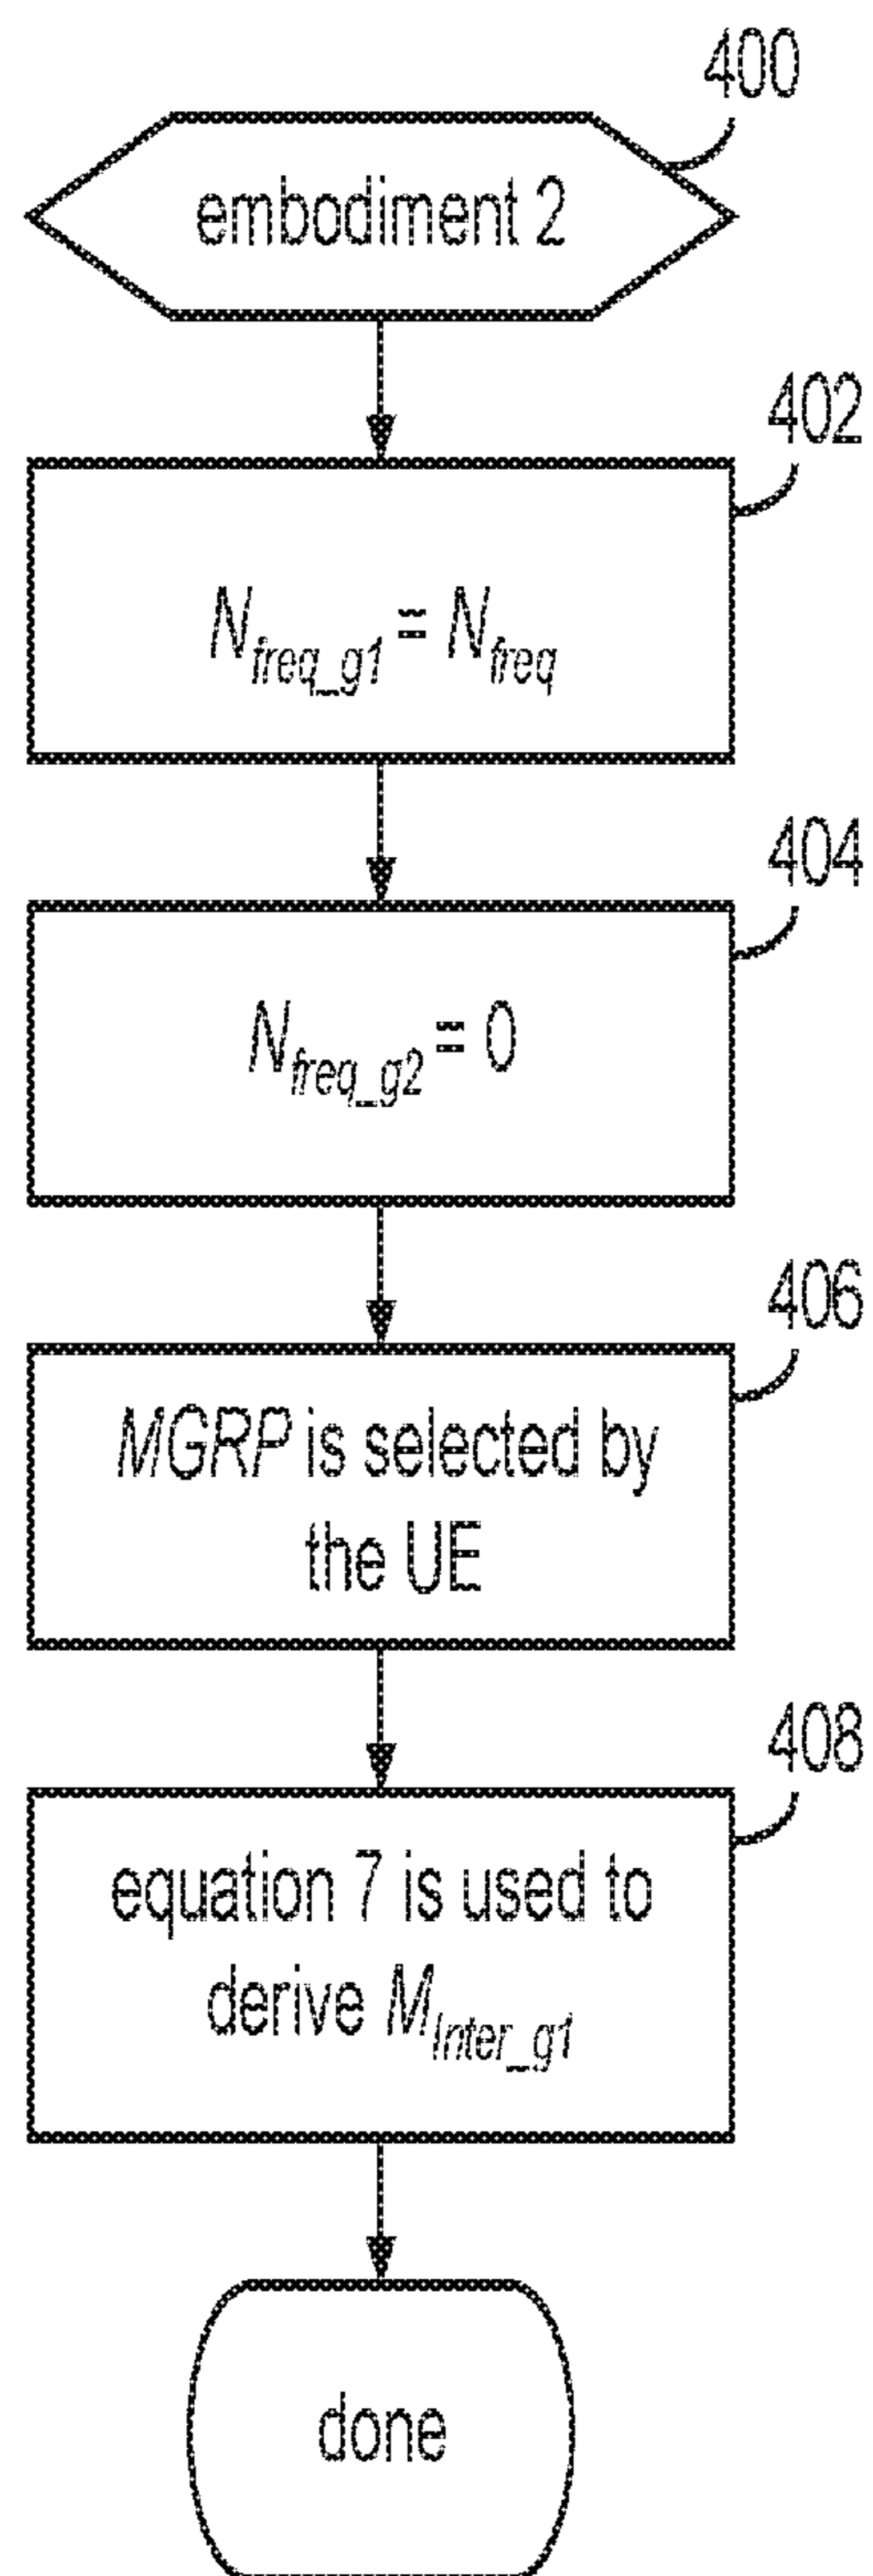 400
embodiment 2
402
N_freq_g1 = N_freq
404
N_freq_g2 = 0
406
MGRP is selected by
the UE
408
equation 7 is used to
derive M_Inter_g1
done